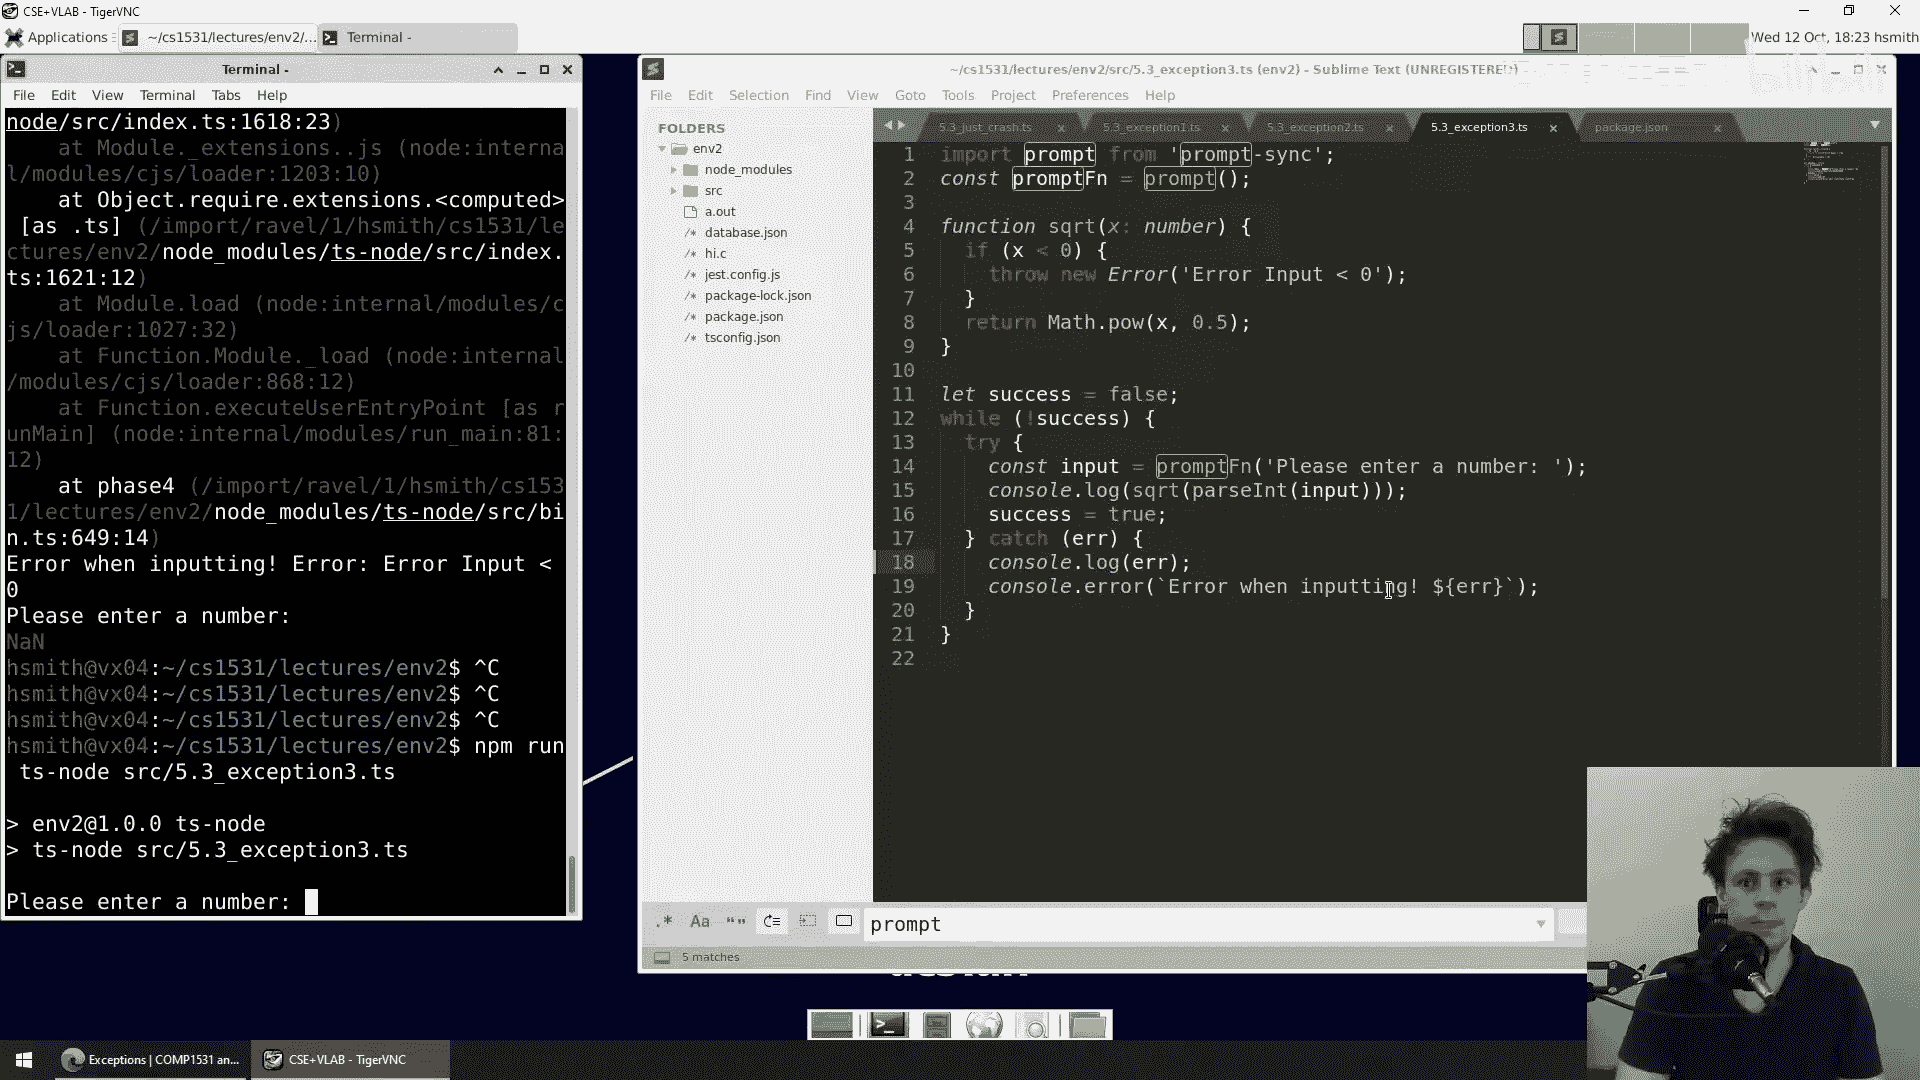 CSE+VLAB - TigerVNC
Applications
~/cs1531/lectures/env2/...
Terminal -
Wed 12 Oct, 18:23 hsmith
Terminal -
File Edit View Terminal Tabs Help
node/src/index.ts:1618:23)
    at Module._extensions..js (node:interna
l/modules/cjs/loader:1203:10)
    at Object.require.extensions.<computed>
 [as .ts] (/import/ravel/1/hsmith/cs1531/le
ctures/env2/node_modules/ts-node/src/index.
ts:1621:12)
    at Module.load (node:internal/modules/c
js/loader:1027:32)
    at Function.Module._load (node:internal
/modules/cjs/loader:868:12)
    at Function.executeUserEntryPoint [as r
unMain] (node:internal/modules/run_main:81:
12)
    at phase4 (/import/ravel/1/hsmith/cs153
1/lectures/env2/node_modules/ts-node/src/bi
n.ts:649:14)
Error when inputting! Error: Error Input <
0
Please enter a number:
NaN
hsmith@vx04:~/cs1531/lectures/env2$ ^C
hsmith@vx04:~/cs1531/lectures/env2$ ^C
hsmith@vx04:~/cs1531/lectures/env2$ ^C
hsmith@vx04:~/cs1531/lectures/env2$ npm run
 ts-node src/5.3_exception3.ts
> env2@1.0.0 ts-node
> ts-node src/5.3_exception3.ts
Please enter a number:
~/cs1531/lectures/env2/src/5.3_exception3.ts (env2) - Sublime Text (UNREGISTERED)
File Edit Selection Find View Goto Tools Project Preferences Help
FOLDERS
env2
node_modules
src
a.out
/* database.json
/* hi.c
/* jest.config.js
/* package-lock.json
/* package.json
/* tsconfig.json
5.3_just_crash.ts × 5.3_exception1.ts × 5.3_exception2.ts × 5.3_exception3.ts × package.json ×
1 import prompt from 'prompt-sync';
2 const promptFn = prompt();
3
4 function sqrt(x: number) {
5   if (x < 0) {
6     throw new Error('Error Input < 0');
7   }
8   return Math.pow(x, 0.5);
9 }
10
11 let success = false;
12 while (!success) {
13   try {
14     const input = promptFn('Please enter a number: ');
15     console.log(sqrt(parseInt(input)));
16     success = true;
17   } catch (err) {
18     console.log(err);
19     console.error(`Error when inputting! ${err}`);
20   }
21 }
22
.* Aa “”
prompt
5 matches
Exceptions | COMP1531 an...
CSE+VLAB - TigerVNC